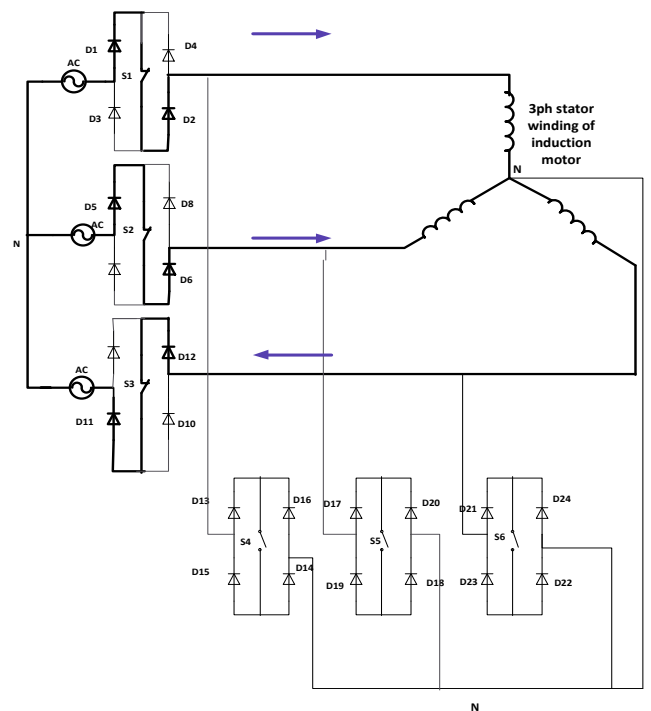 D1
D4
AC
S1
D3
D2
3ph stator
winding of
induction
motor
N
D5
D8
AC
S2
N
D6
D12
AC
S3
D11
D10
D13
D16
D17
D20
D21
D24
S4
S5
S6
D15
D14
D19
D18
D23
D22
N